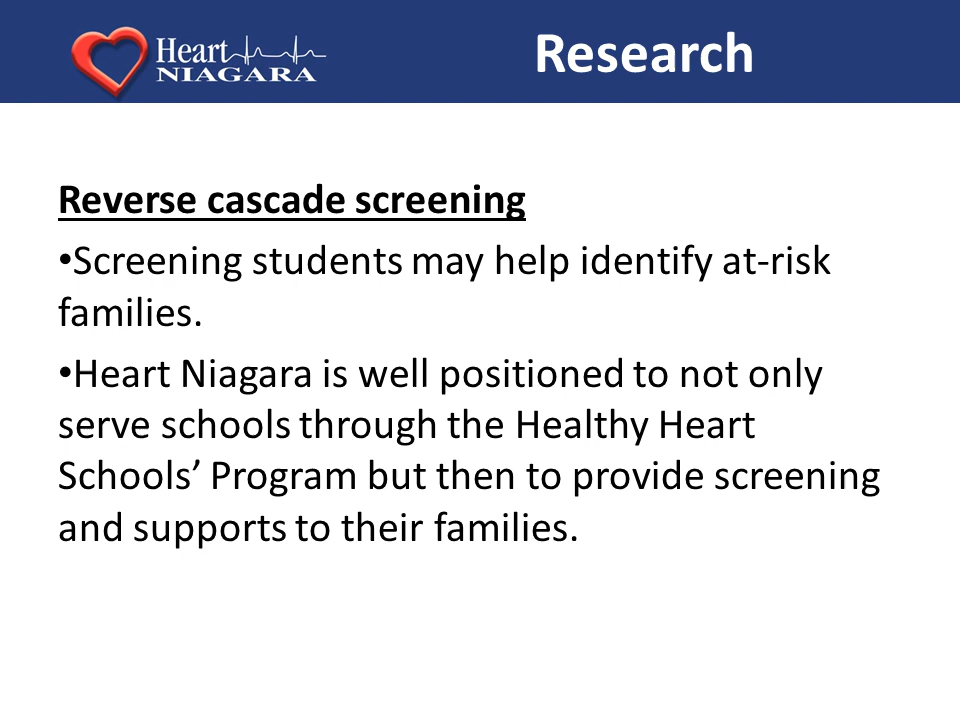 Heart
NIAGARA
Research
Reverse cascade screening
•Screening students may help identify at-risk
families.
•Heart Niagara is well positioned to not only
serve schools through the Healthy Heart
Schools’ Program but then to provide screening
and supports to their families.